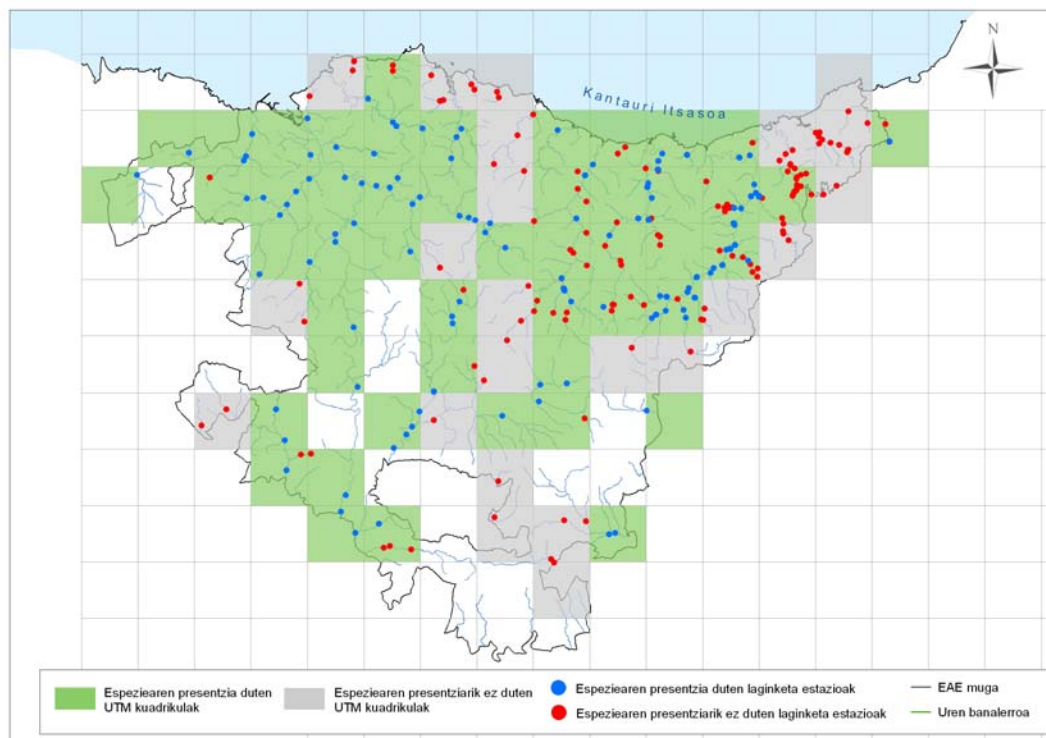 N
Kantauri Itsasoa
Espeziearen presentzia duten
UTM kuadrikulak
Espeziearen presentziarik ez duten
UTM kuadrikulak
Espeziearen presentzia duten laginketa estazioak
Espeziearen presentziarik ez duten laginketa estazioak
EAE muga
Uren banalerroa